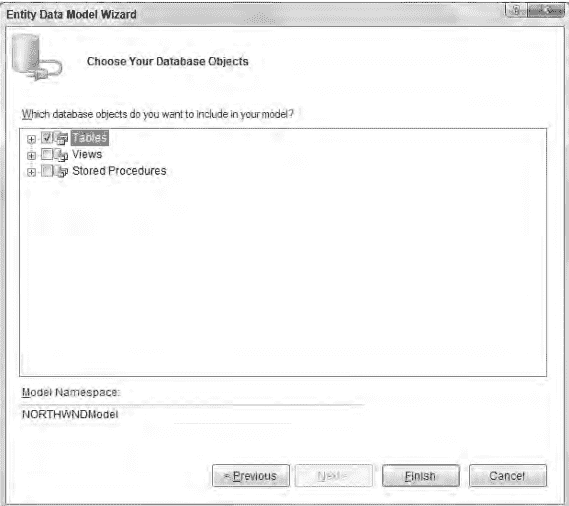 Entity Data Model Wizard
Choose Your Database Objects
Which database objects do you want to include in your model?
Tables
Views
Stored Procedures
Model Namespace:
NORTHWNDModel
< Previous
Next >
Finish
Cancel